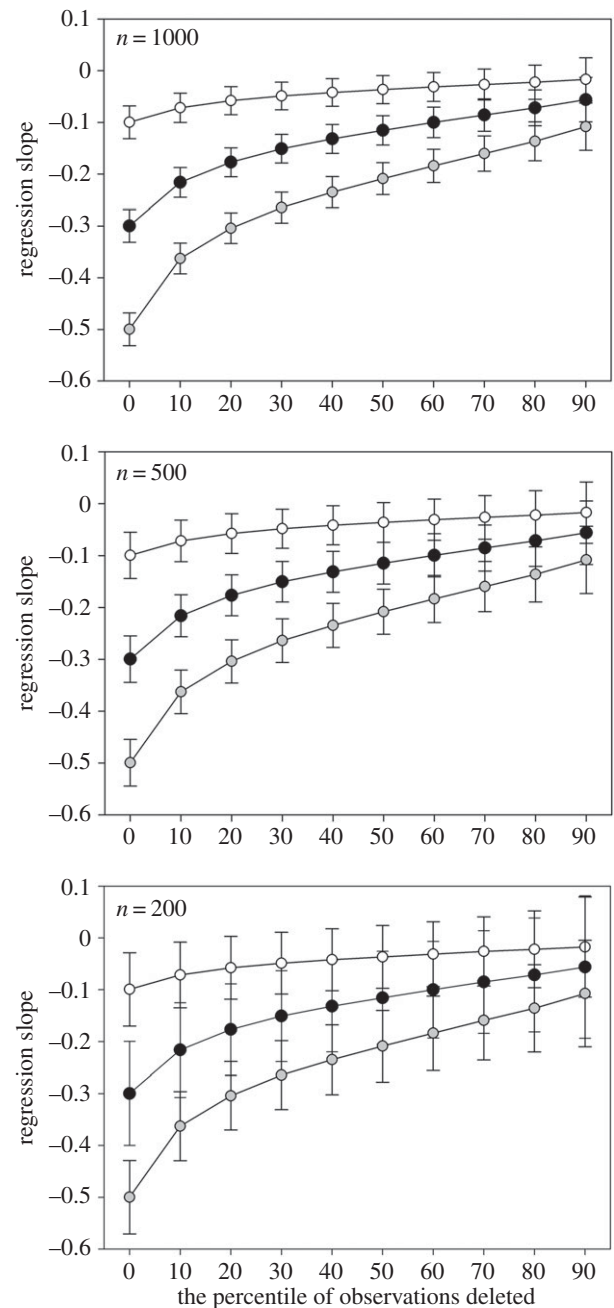 0.1
n = 1000
0
–0.1
–0.2
–0.3
–0.4
–0.5
–0.6
regression slope
0 10 20 30 40 50 60 70 80 90
0.1
n = 500
0
–0.1
–0.2
–0.3
–0.4
–0.5
–0.6
regression slope
0 10 20 30 40 50 60 70 80 90
0.1
n = 200
0
–0.1
–0.2
–0.3
–0.4
–0.5
–0.6
regression slope
0 10 20 30 40 50 60 70 80 90
the percentile of observations deleted